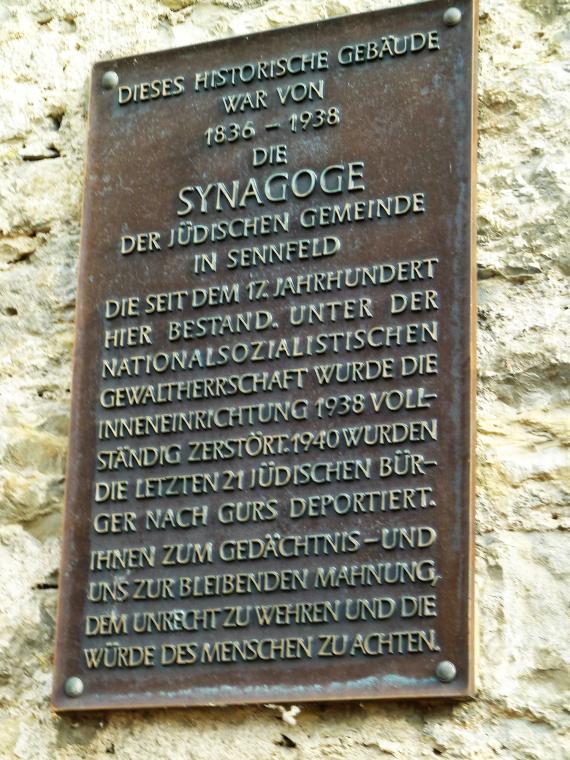 DIESES HISTORISCHE GEBÄUDE
WAR VON
1836 – 1938
DIE
SYNAGOGE
DER JÜDISCHEN GEMEINDE
IN SENNFELD
DIE SEIT DEM 17. JAHRHUNDERT
HIER BESTAND. UNTER DER
NATIONALSOZIALISTISCHEN
GEWALTHERRSCHAFT WURDE DIE
INNENEINRICHTUNG 1938 VOLL–
STÄNDIG ZERSTÖRT. 1940 WURDEN
DIE LETZTEN 21 JÜDISCHEN BÜR–
GER NACH GURS DEPORTIERT.
IHNEN ZUM GEDÄCHTNIS – UND
UNS ZUR BLEIBENDEN MAHNUNG,
DEM UNRECHT ZU WEHREN UND DIE
WÜRDE DES MENSCHEN ZU ACHTEN.